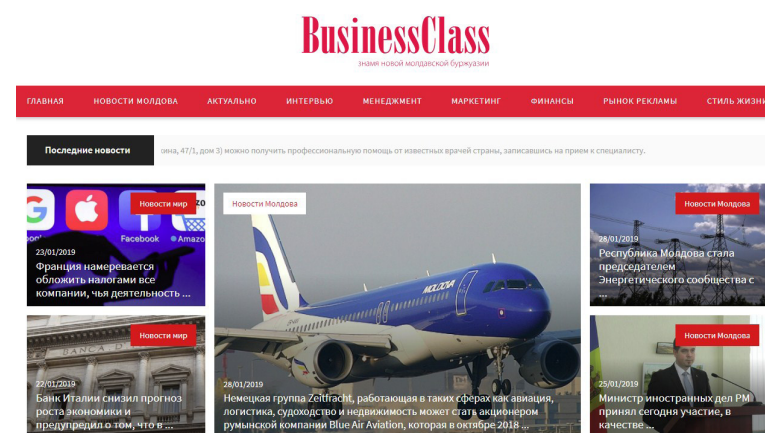 BusinessClass
знамя новой молдавской буржуазии
ГЛАВНАЯ НОВОСТИ МОЛДОВА АКТУАЛЬНО ИНТЕРВЬЮ МЕНЕДЖМЕНТ МАРКЕТИНГ ФИНАНСЫ РЫНОК РЕКЛАМЫ СТИЛЬ ЖИЗНИ
Последние новости
ина, 47/1, дом 3) можно получить профессиональную помощь от известных врачей страны, записавшись на прием к специалисту.
Новости мир
Facebook
Amazo
23/01/2019
Франция намеревается
обложить налогами все
компании, чья деятельность ...
Новости Молдова
MOLDOVA
28/01/2019
Немецкая группа Zeitfracht, работающая в таких сферах как авиация,
логистика, судоходство и недвижимость может стать акционером
румынской компании Blue Air Aviation, которая в октябре 2018 ...
Новости Молдова
28/01/2019
Республика Молдова стала
председателем
Энергетического сообщества с
...
Новости мир
BANCA D'I
22/01/2019
Банк Италии снизил прогноз
роста экономики и
предупредил о том, что в ...
Новости Молдова
25/01/2019
Министр иностранных дел РМ
принял сегодня участие, в
качестве ...